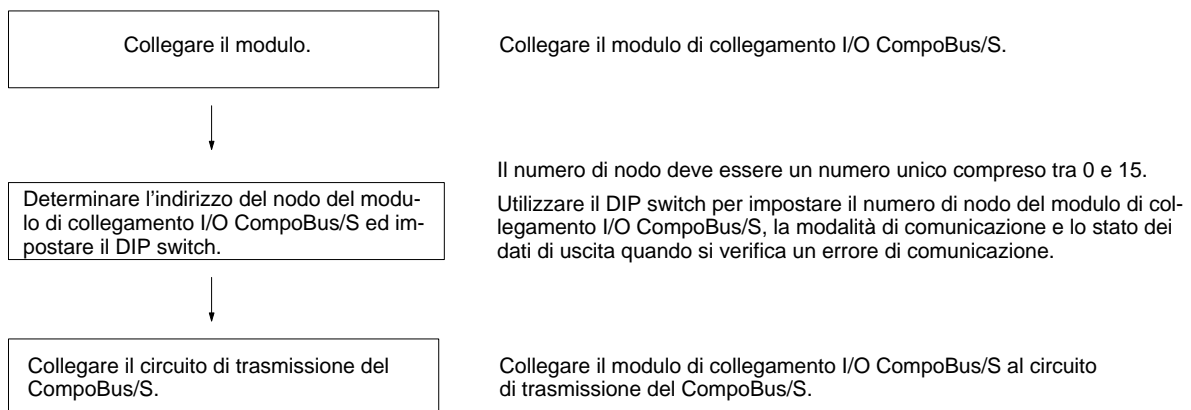 Collegare il modulo.
Collegare il modulo di collegamento I/O CompoBus/S.
Determinare l'indirizzo del nodo del modu-
lo di collegamento I/O CompoBus/S ed im-
postare il DIP switch.
Il numero di nodo deve essere un numero unico compreso tra 0 e 15.
Utilizzare il DIP switch per impostare il numero di nodo del modulo di col-
legamento I/O CompoBus/S, la modalità di comunicazione e lo stato dei
dati di uscita quando si verifica un errore di comunicazione.
Collegare il circuito di trasmissione del
CompoBus/S.
Collegare il modulo di collegamento I/O CompoBus/S al circuito
di trasmissione del CompoBus/S.